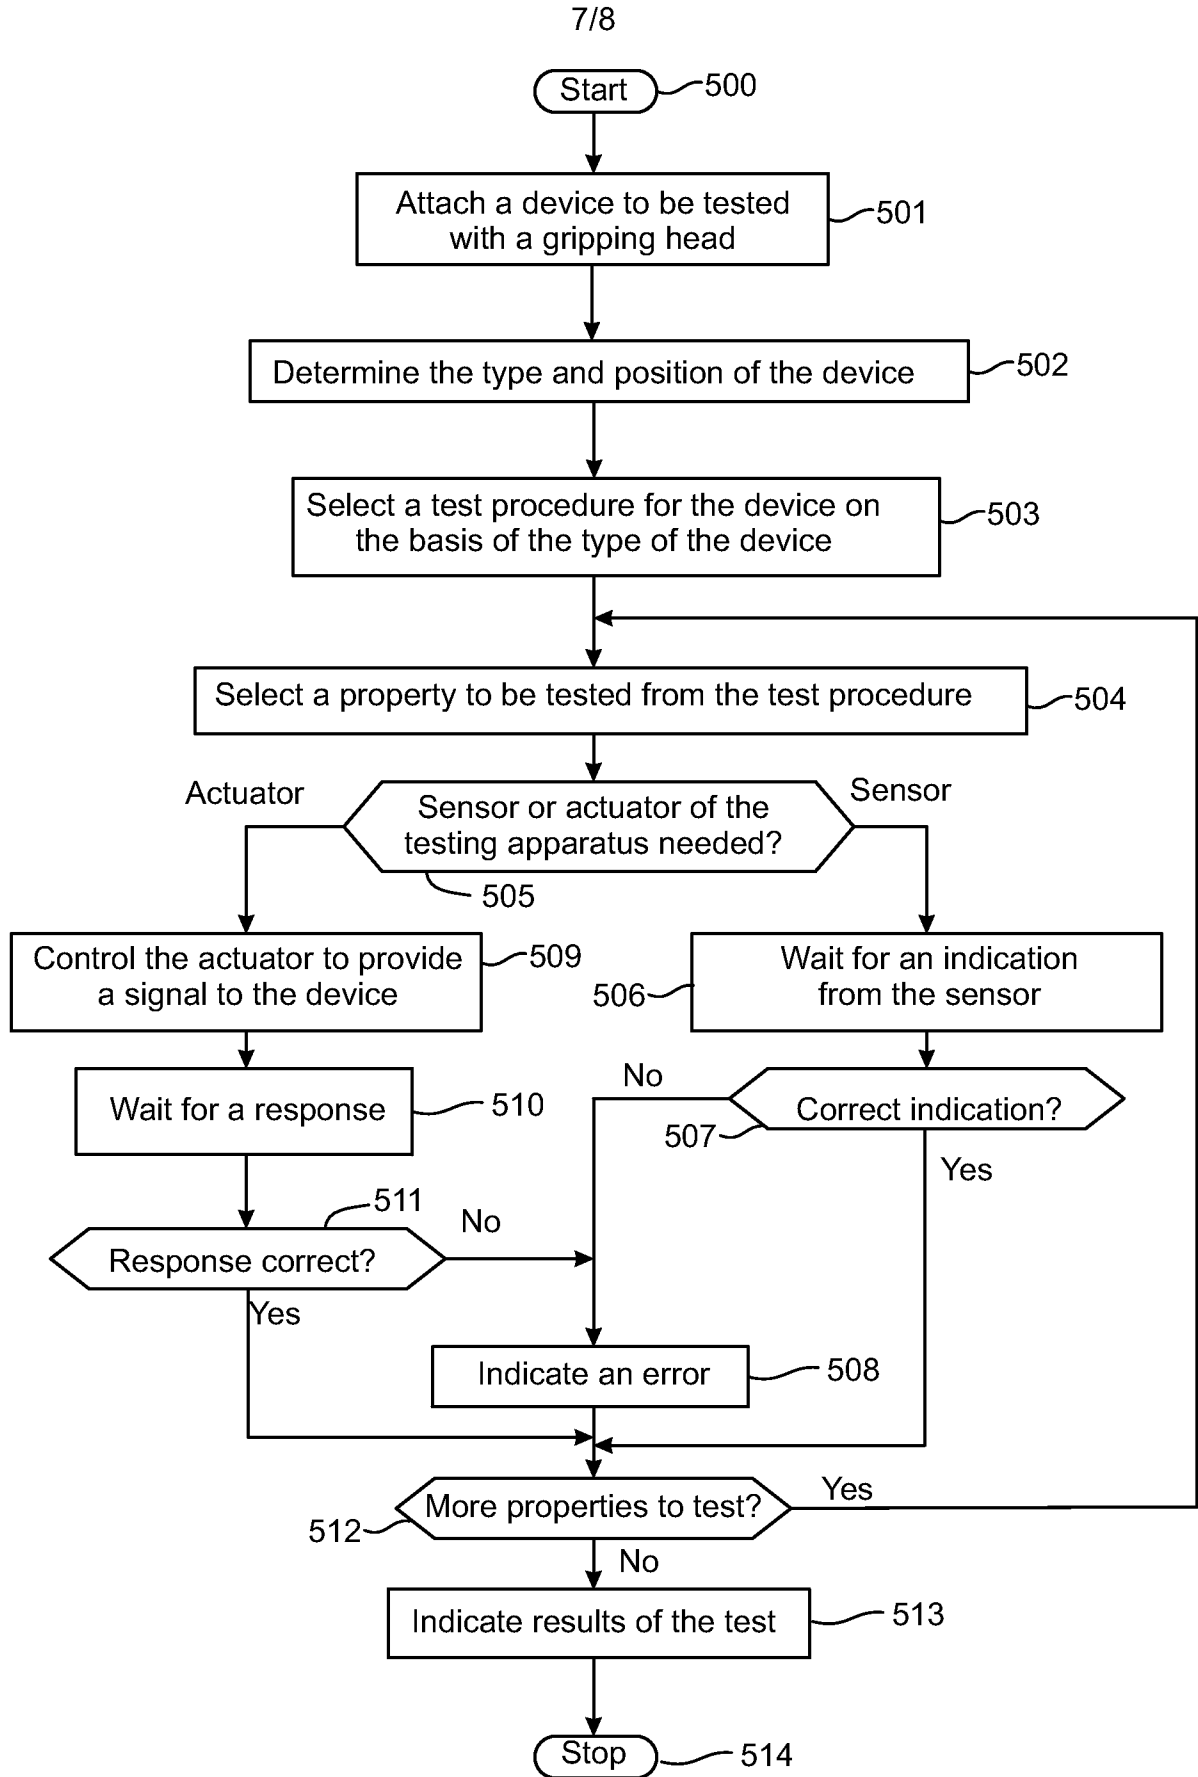 7/8
Start
500
Attach a device to be tested
with a gripping head
501
Determine the type and position of the device
502
Select a test procedure for the device on
the basis of the type of the device
503
Select a property to be tested from the test procedure
504
Actuator
Sensor or actuator of the
testing apparatus needed?
Sensor
505
Control the actuator to provide
a signal to the device
509
Wait for an indication
from the sensor
506
Wait for a response
510
No
Correct indication?
507
Yes
511
Response correct?
No
Yes
Indicate an error
508
More properties to test?
Yes
512
No
Indicate results of the test
513
Stop
514